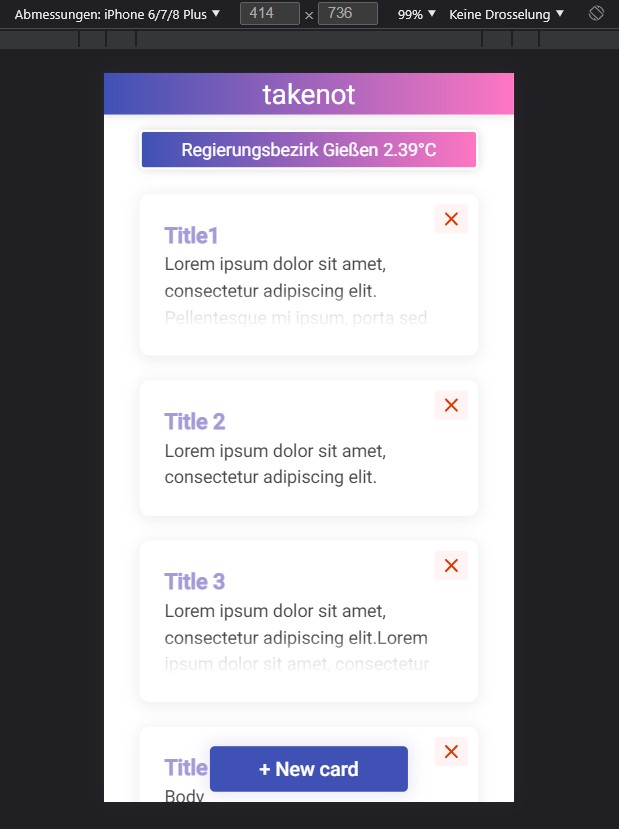 Abmessungen: iPhone 6/7/8 Plus ▼ 414 × 736 99% ▼ Keine Drosselung ▼
takenot
Regierungsbezirk Gießen 2.39°C
Title1
Lorem ipsum dolor sit amet,
consectetur adipiscing elit.
Pellentesque mi ipsum, porta sed
Title 2
Lorem ipsum dolor sit amet,
consectetur adipiscing elit.
Title 3
Lorem ipsum dolor sit amet,
consectetur adipiscing elit.Lorem
ipsum dolor sit amet, consectetur
Title
+ New card
Body